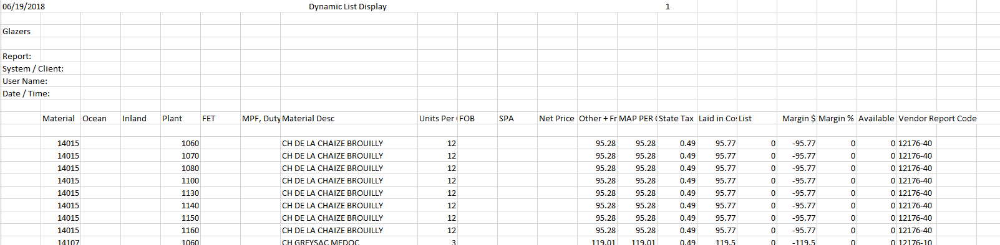 06/19/2018 Dynamic List Display 1
Glazers
Report:
System / Client:
User Name:
Date / Time:
Material Ocean Inland Plant FET MPF, Duty Material Desc Units Per FOB SPA Net Price Other + Fr MAP PER State Tax Laid in Cos List Margin $ Margin % Available Vendor Report Code
14015 1060 CH DE LA CHAIZE BROUILLY 12 95.28 95.28 0.49 95.77 0 -95.77 0 0 12176-40
14015 1070 CH DE LA CHAIZE BROUILLY 12 95.28 95.28 0.49 95.77 0 -95.77 0 0 12176-40
14015 1080 CH DE LA CHAIZE BROUILLY 12 95.28 95.28 0.49 95.77 0 -95.77 0 0 12176-40
14015 1100 CH DE LA CHAIZE BROUILLY 12 95.28 95.28 0.49 95.77 0 -95.77 0 0 12176-40
14015 1130 CH DE LA CHAIZE BROUILLY 12 95.28 95.28 0.49 95.77 0 -95.77 0 0 12176-40
14015 1140 CH DE LA CHAIZE BROUILLY 12 95.28 95.28 0.49 95.77 0 -95.77 0 0 12176-40
14015 1150 CH DE LA CHAIZE BROUILLY 12 95.28 95.28 0.49 95.77 0 -95.77 0 0 12176-40
14015 1160 CH DE LA CHAIZE BROUILLY 12 95.28 95.28 0.49 95.77 0 -95.77 0 0 12176-40
14107 1060 CH GREYSAC MEDOC 3 119.01 119.01 0.49 119.5 0 -119.5 0 0 12176-10